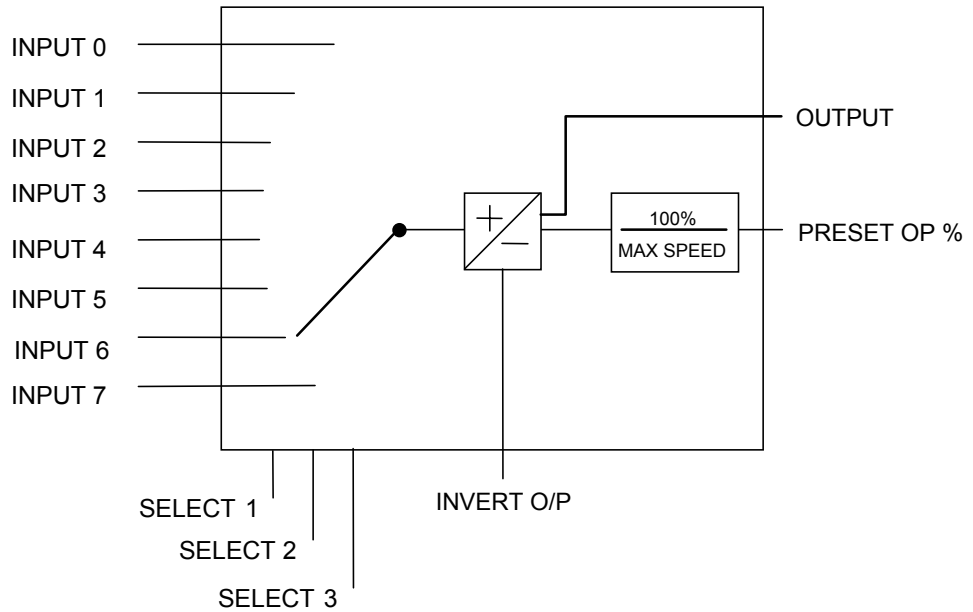 INPUT 0
INPUT 1
INPUT 2
INPUT 3
INPUT 4
INPUT 5
INPUT 6
INPUT 7
+
−
100%
MAX SPEED
OUTPUT
PRESET OP %
SELECT 1
SELECT 2
SELECT 3
INVERT O/P